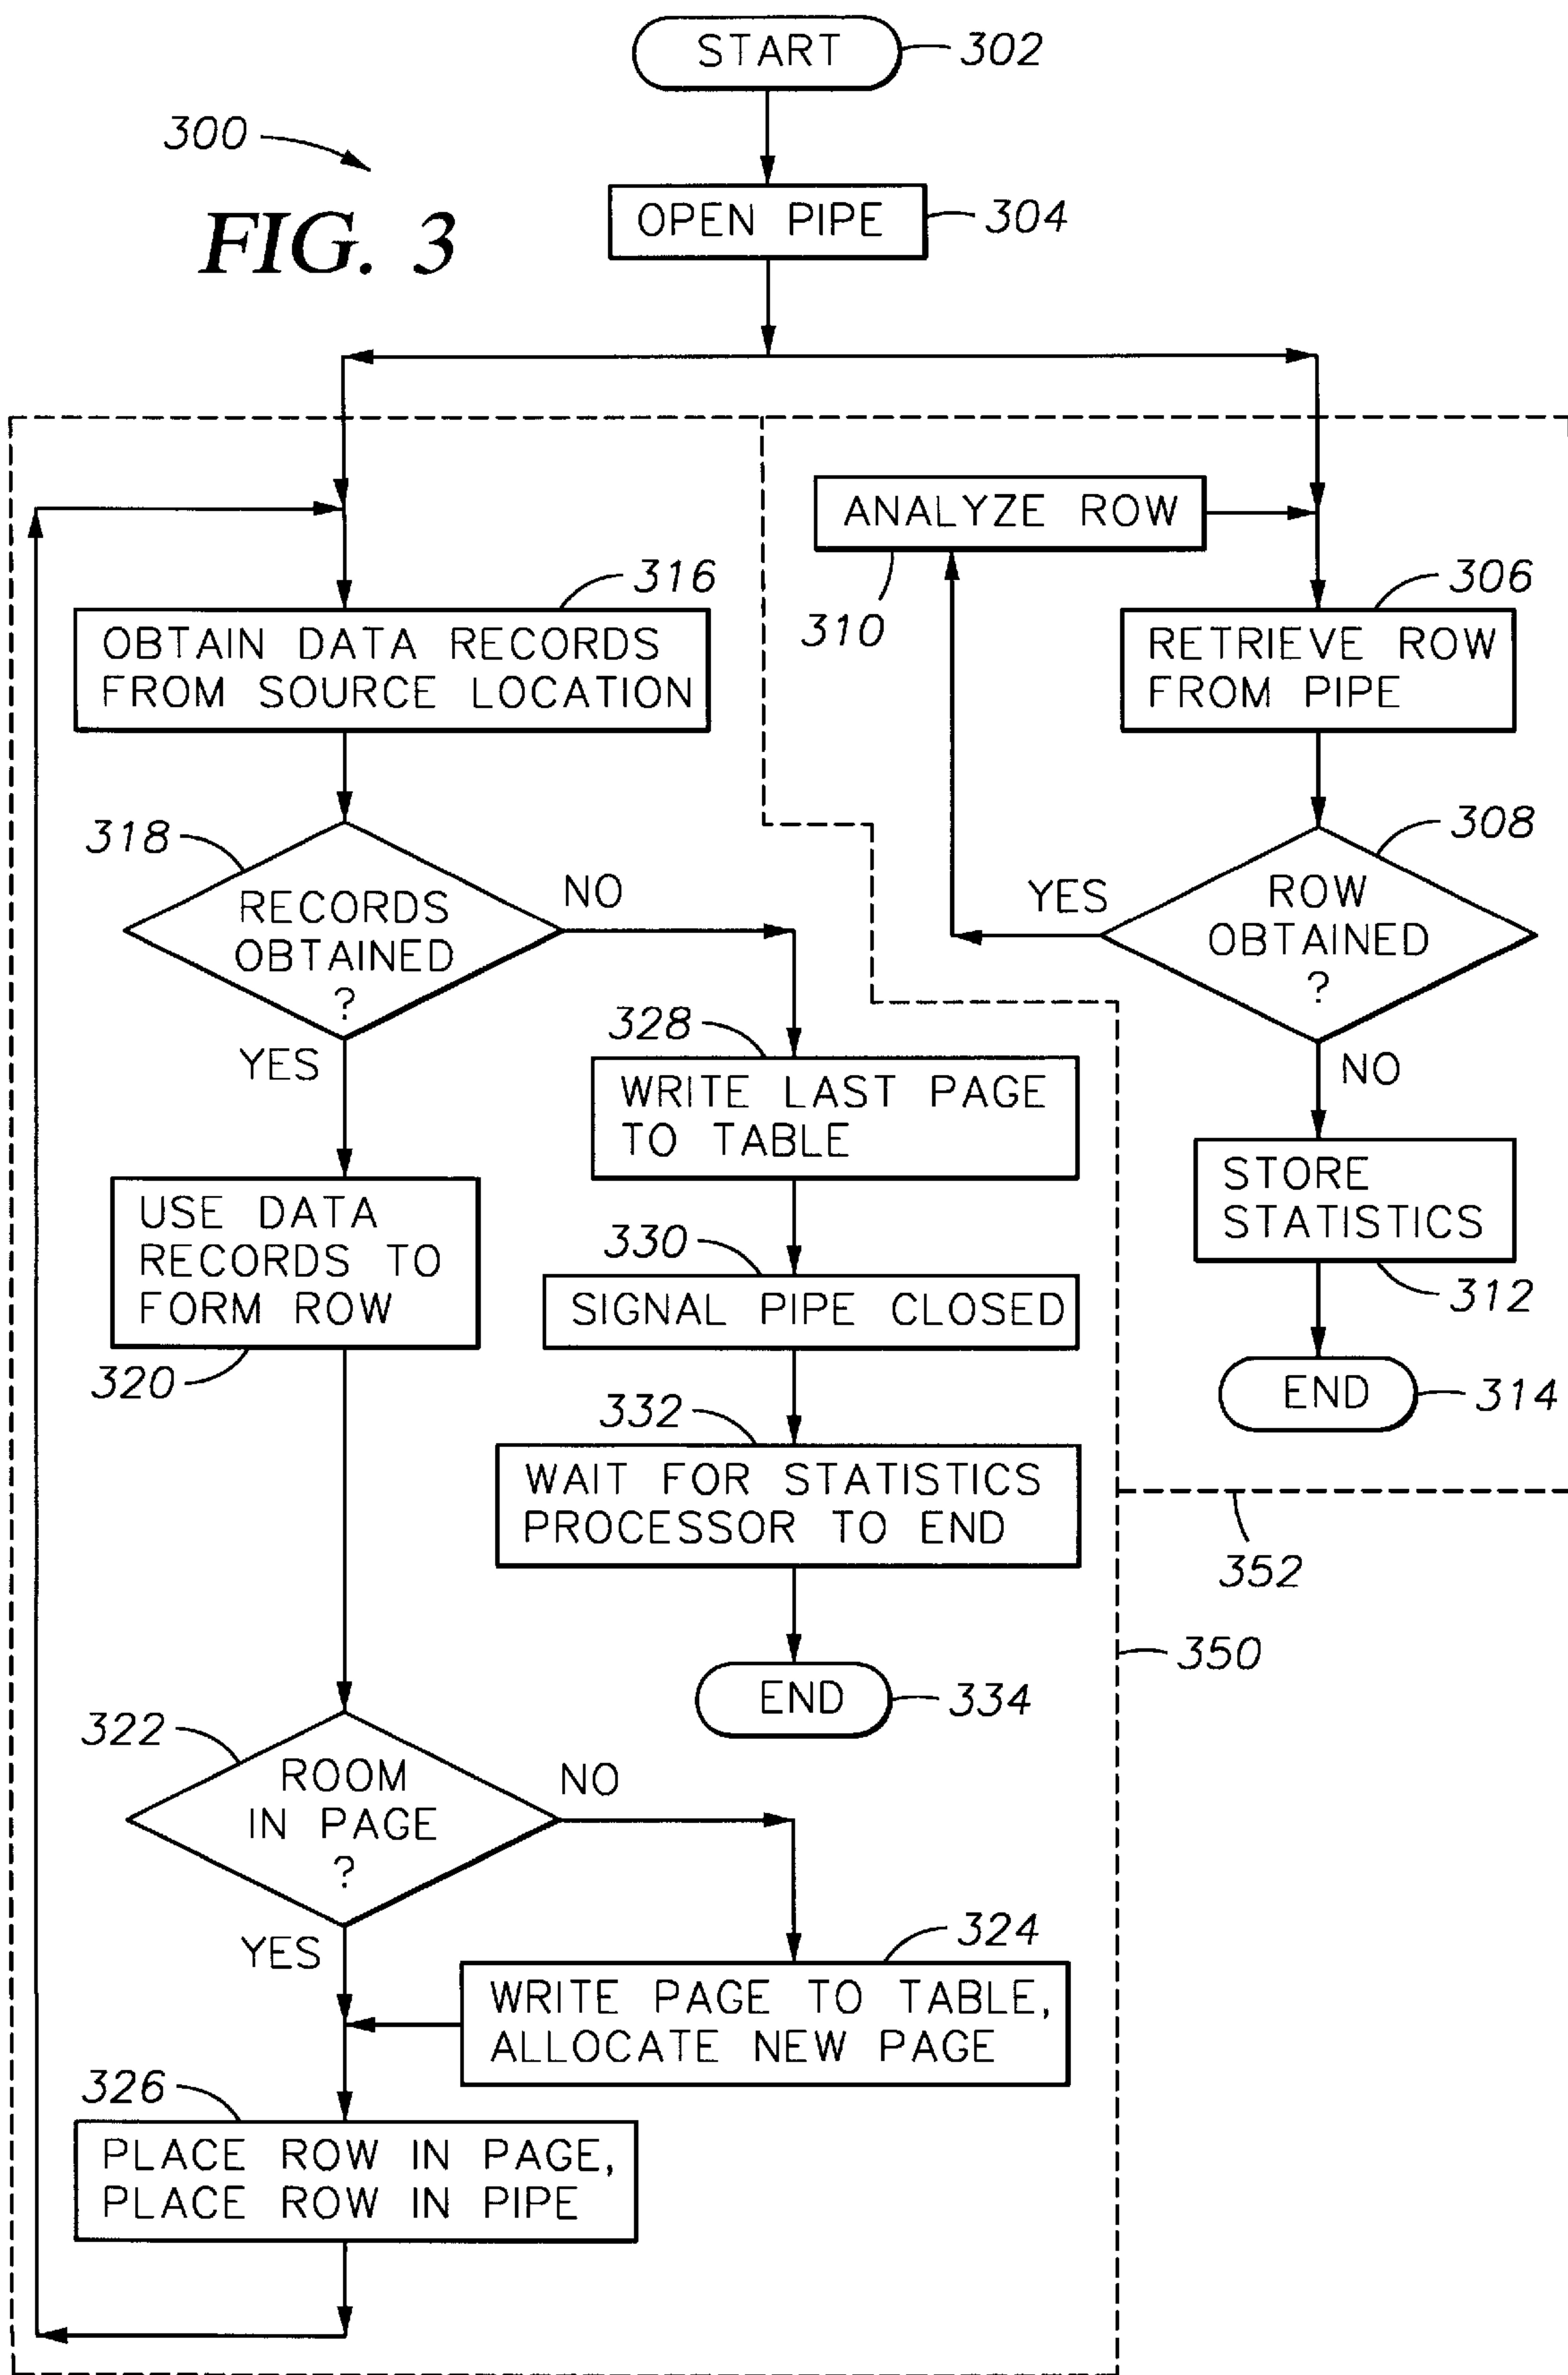 START
302
300
FIG. 3
OPEN PIPE
304
ANALYZE ROW
310
316
OBTAIN DATA RECORDS
FROM SOURCE LOCATION
306
RETRIEVE ROW
FROM PIPE
318
RECORDS
OBTAINED
?
NO
YES
308
ROW
OBTAINED
?
YES
NO
328
WRITE LAST PAGE
TO TABLE
STORE
STATISTICS
312
USE DATA
RECORDS TO
FORM ROW
320
330
SIGNAL PIPE CLOSED
END
314
332
WAIT FOR STATISTICS
PROCESSOR TO END
352
350
END
334
322
ROOM
IN PAGE
?
NO
YES
324
WRITE PAGE TO TABLE,
ALLOCATE NEW PAGE
326
PLACE ROW IN PAGE,
PLACE ROW IN PIPE